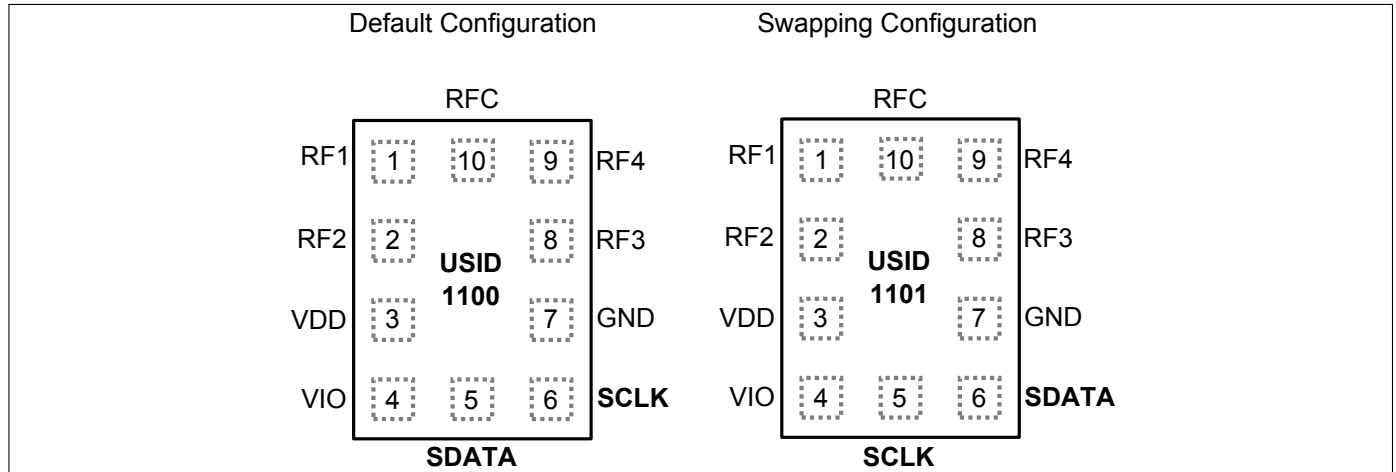 Default Configuration
Swapping Configuration
RFC
RF1 1 10 9 RF4
RF2 2 8 RF3
USID
1100
VDD 3 7 GND
VIO 4 5 6 SCLK
SDATA
RFC
RF1 1 10 9 RF4
RF2 2 8 RF3
USID
1101
VDD 3 7 GND
VIO 4 5 6 SDATA
SCLK